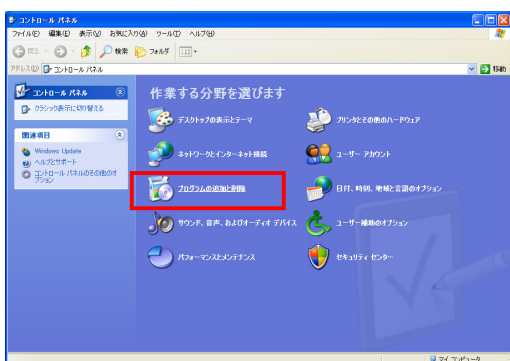 コントロール パネル
ファイル(F) 編集(E) 表示(V) お気に入り(A) ツール(T) ヘルプ(H)
戻る 検索 フォルダ
アドレス(D) コントロール パネル 移動
コントロール パネル
クラシック表示に切り替える
関連項目
Windows Update
ヘルプとサポート
コントロール パネルのその他のオプション
作業する分野を選びます
デスクトップの表示とテーマ
プリンタとその他のハードウェア
ネットワークとインターネット接続
ユーザー アカウント
プログラムの追加と削除
日付、時刻、地域と言語のオプション
サウンド、音声、およびオーディオ デバイス
ユーザー補助のオプション
パフォーマンスとメンテナンス
セキュリティ センター
マイ コンピュータ